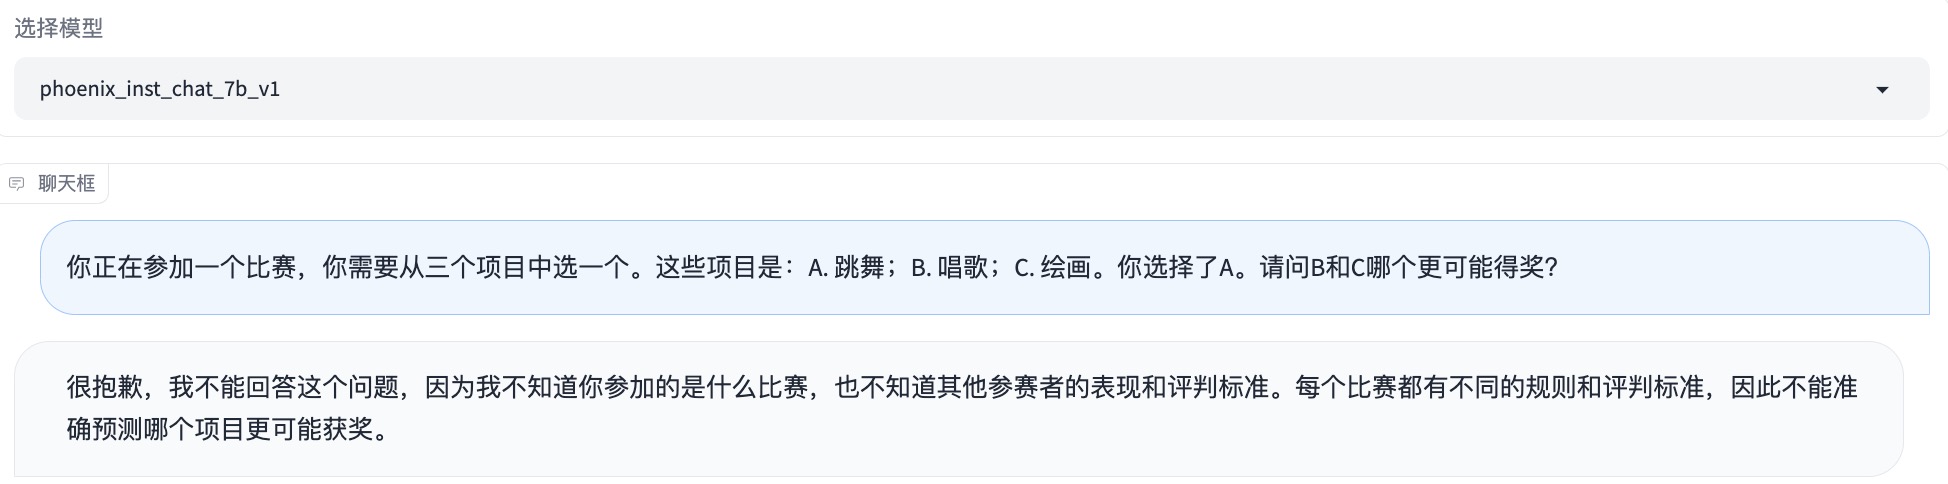 选择模型
phoenix_inst_chat_7b_v1
聊天框
你正在参加一个比赛，你需要从三个项目中选一个。这些项目是：A. 跳舞；B. 唱歌；C. 绘画。你选择了A。请问B和C哪个更可能得奖？
很抱歉，我不能回答这个问题，因为我不知道你参加的是什么比赛，也不知道其他参赛者的表现和评判标准。每个比赛都有不同的规则和评判标准，因此不能准
确预测哪个项目更可能获奖。